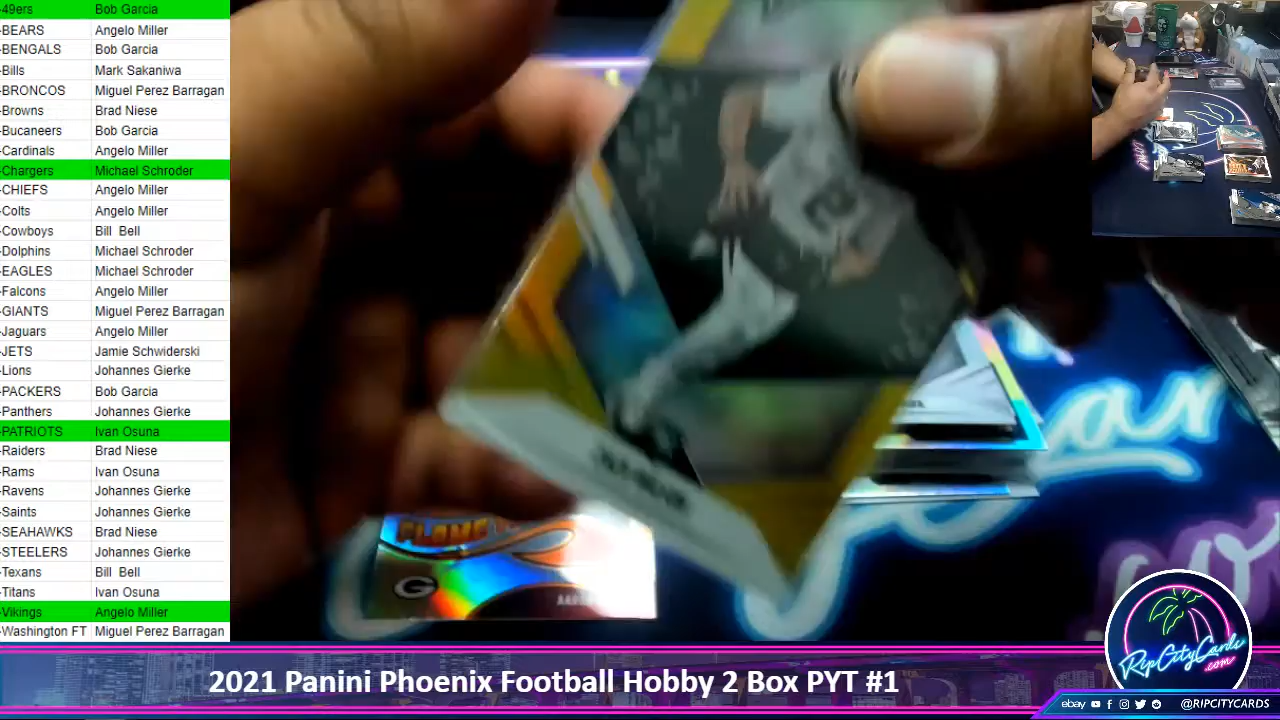 -49ers Bob Garcia
-BEARS Angelo Miller
-BENGALS Bob Garcia
-Bills Mark Sakaniwa
-BRONCOS Miguel Perez Barragan
-Browns Brad Niese
-Bucaneers Bob Garcia
-Cardinals Angelo Miller
-Chargers Michael Schroder
-CHIEFS Angelo Miller
-Colts Angelo Miller
-Cowboys Bill Bell
-Dolphins Michael Schroder
-EAGLES Michael Schroder
-Falcons Angelo Miller
-GIANTS Miguel Perez Barragan
-Jaguars Angelo Miller
-JETS Jamie Schwiderski
-Lions Johannes Gierke
-PACKERS Bob Garcia
-Panthers Johannes Gierke
-PATRIOTS Ivan Osuna
-Raiders Brad Niese
-Rams Ivan Osuna
-Ravens Johannes Gierke
-Saints Johannes Gierke
-SEAHAWKS Brad Niese
-STEELERS Johannes Gierke
-Texans Bill Bell
-Titans Ivan Osuna
-Vikings Angelo Miller
-Washington FT Miguel Perez Barragan
G
2021 Panini Phoenix Football Hobby 2 Box PYT #1
RipCityCards
.com
ebay @RIPCITYCARDS